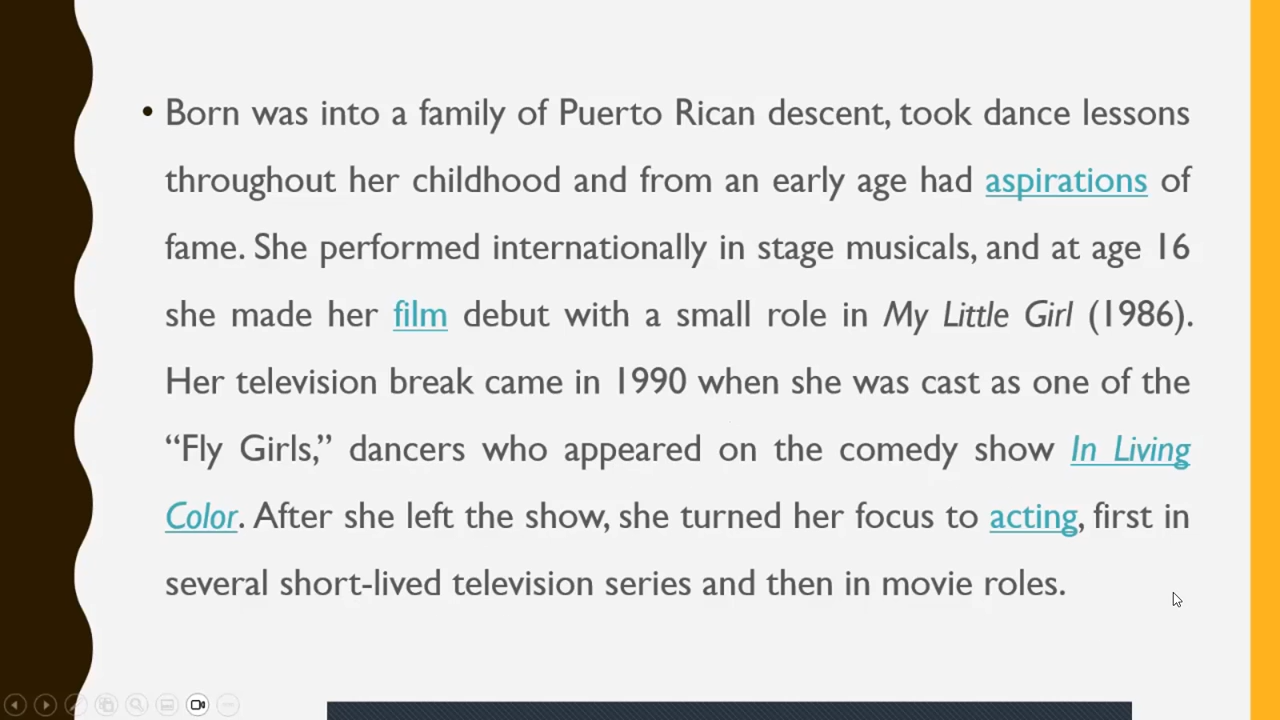 • Born was into a family of Puerto Rican descent, took dance lessons
throughout her childhood and from an early age had aspirations of
fame. She performed internationally in stage musicals, and at age 16
she made her film debut with a small role in My Little Girl (1986).
Her television break came in 1990 when she was cast as one of the
“Fly Girls,” dancers who appeared on the comedy show In Living
Color. After she left the show, she turned her focus to acting, first in
several short-lived television series and then in movie roles.